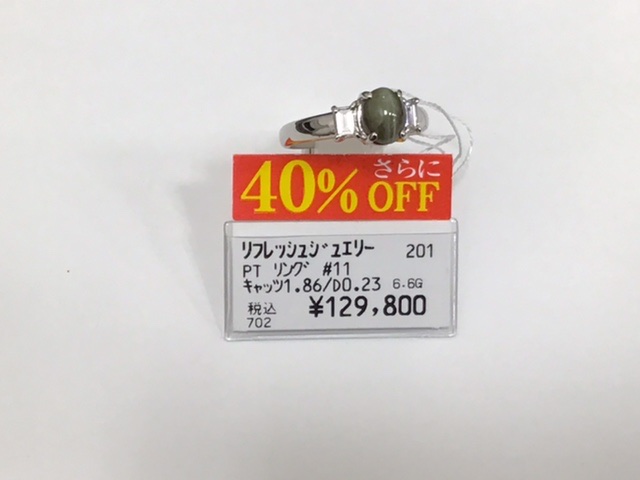 さらに
40% OFF
ﾘﾌﾚｯｼｭｼﾞｭｴﾘｰ 201
PT ﾘﾝｸﾞ #11
ｷｬｯﾂ1.86/D0.23 6.6G
税込 ¥129,800
702